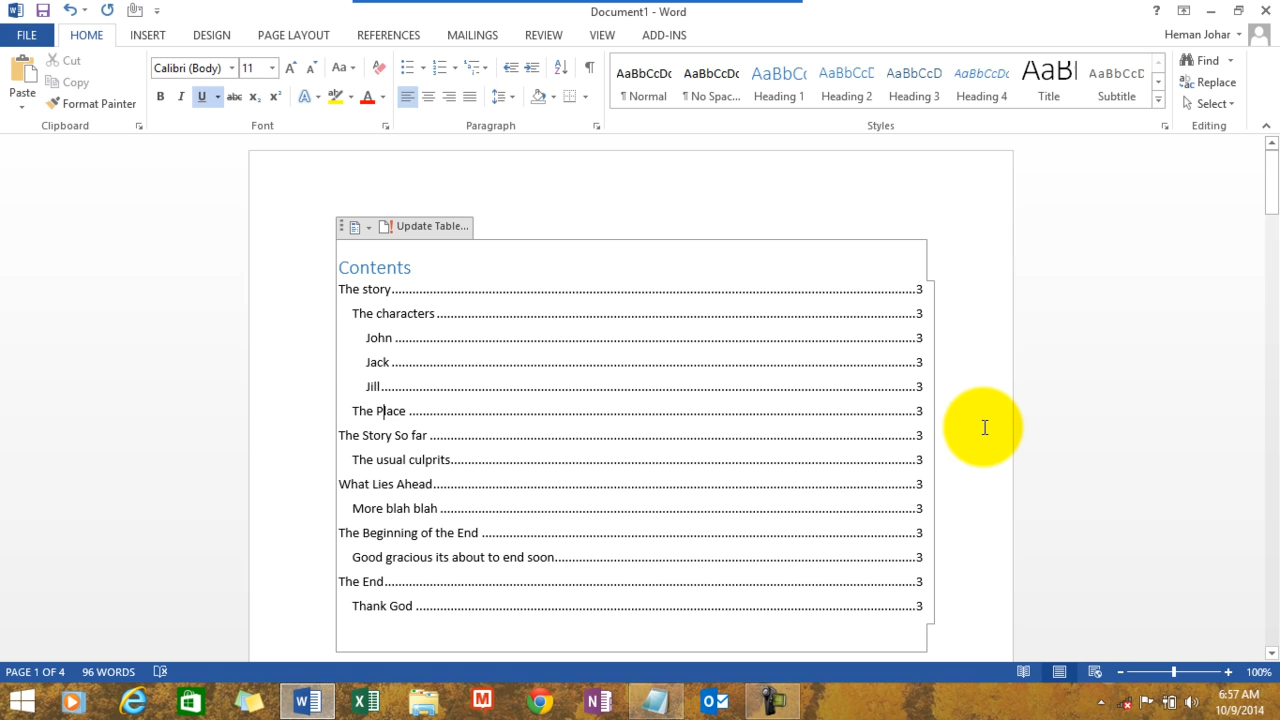 Document1 - Word
Heman Johar
FILE HOME INSERT DESIGN PAGE LAYOUT REFERENCES MAILINGS REVIEW VIEW ADD-INS
Paste
Cut
Copy
Format Painter
Clipboard
Calibri (Body) 11
Font
Paragraph
AaBbCcDc AaBbCcDc AaBbCc AaBbCcD AaBbCcD AaBbCcDc AaBl AaBbCcDc
¶ Normal ¶ No Spac... Heading 1 Heading 2 Heading 3 Heading 4 Title Subtitle
Styles
Find
Replace
Select
Editing
Update Table...
Contents
The story 3
The characters 3
John 3
Jack 3
Jill 3
The Place 3
The Story So far 3
The usual culprits 3
What Lies Ahead 3
More blah blah 3
The Beginning of the End 3
Good gracious its about to end soon 3
The End 3
Thank God 3
PAGE 1 OF 4 96 WORDS
100%
6:57 AM
10/9/2014